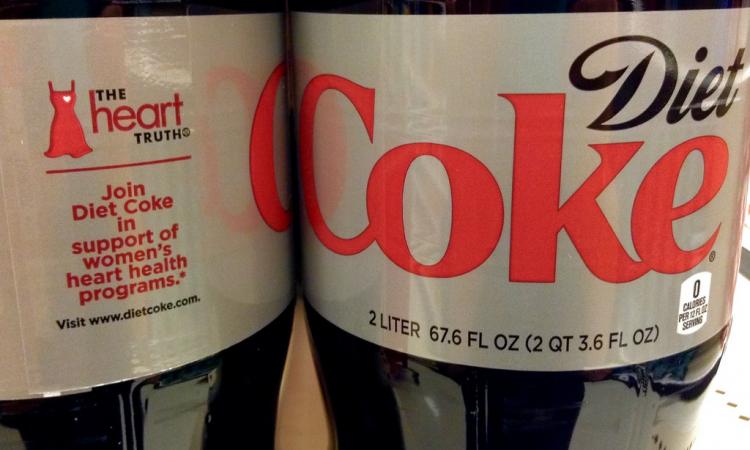 THE
heart
TRUTH®
Join
Diet Coke
in
support of
women's
heart health
programs.*
Visit www.dietcoke.com.
Diet
Coke®
0
CALORIES
PER 12 FL OZ
SERVING
2 LITER 67.6 FL OZ (2 QT 3.6 FL OZ)